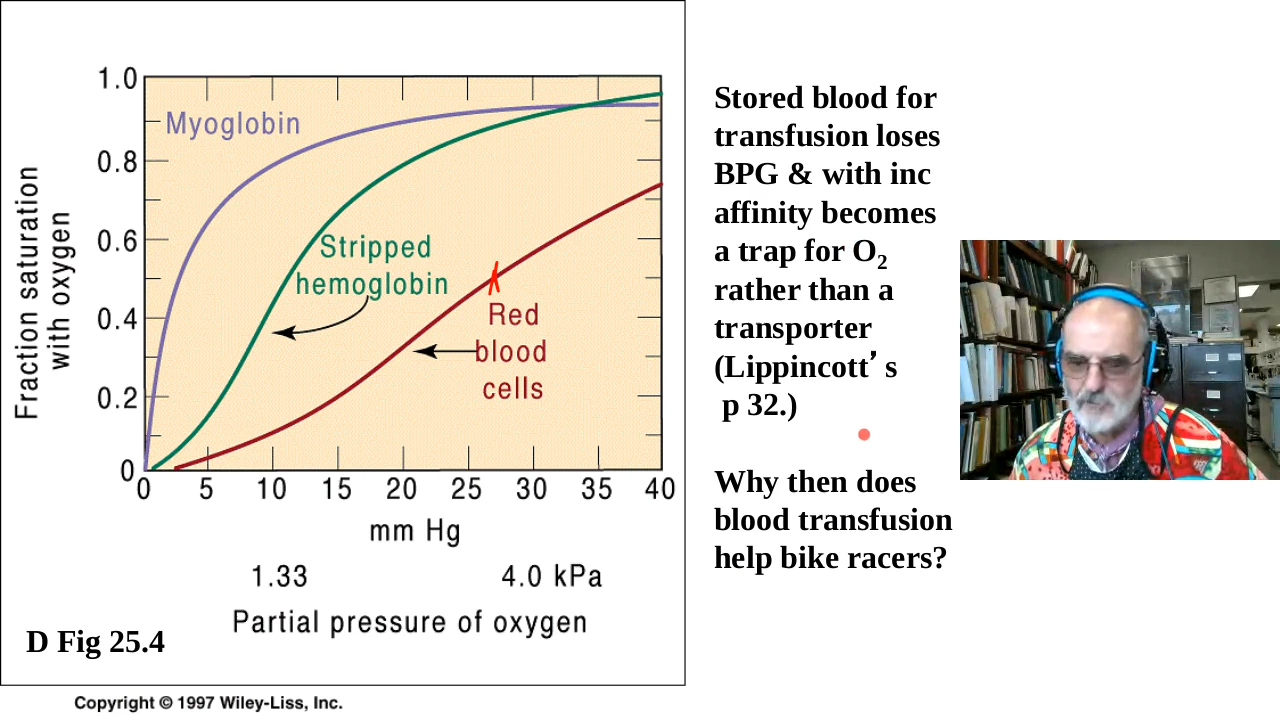 1.0
0.8
0.6
0.4
0.2
0
Fraction saturation
with oxygen
Myoglobin
Stripped
hemoglobin
Red
blood
cells
0 5 10 15 20 25 30 35 40
mm Hg
1.33 4.0 kPa
Partial pressure of oxygen
D Fig 25.4
Copyright © 1997 Wiley-Liss, Inc.
Stored blood for
transfusion loses
BPG & with inc
affinity becomes
a trap for O₂
rather than a
transporter
(Lippincott’ s
p 32.)
Why then does
blood transfusion
help bike racers?